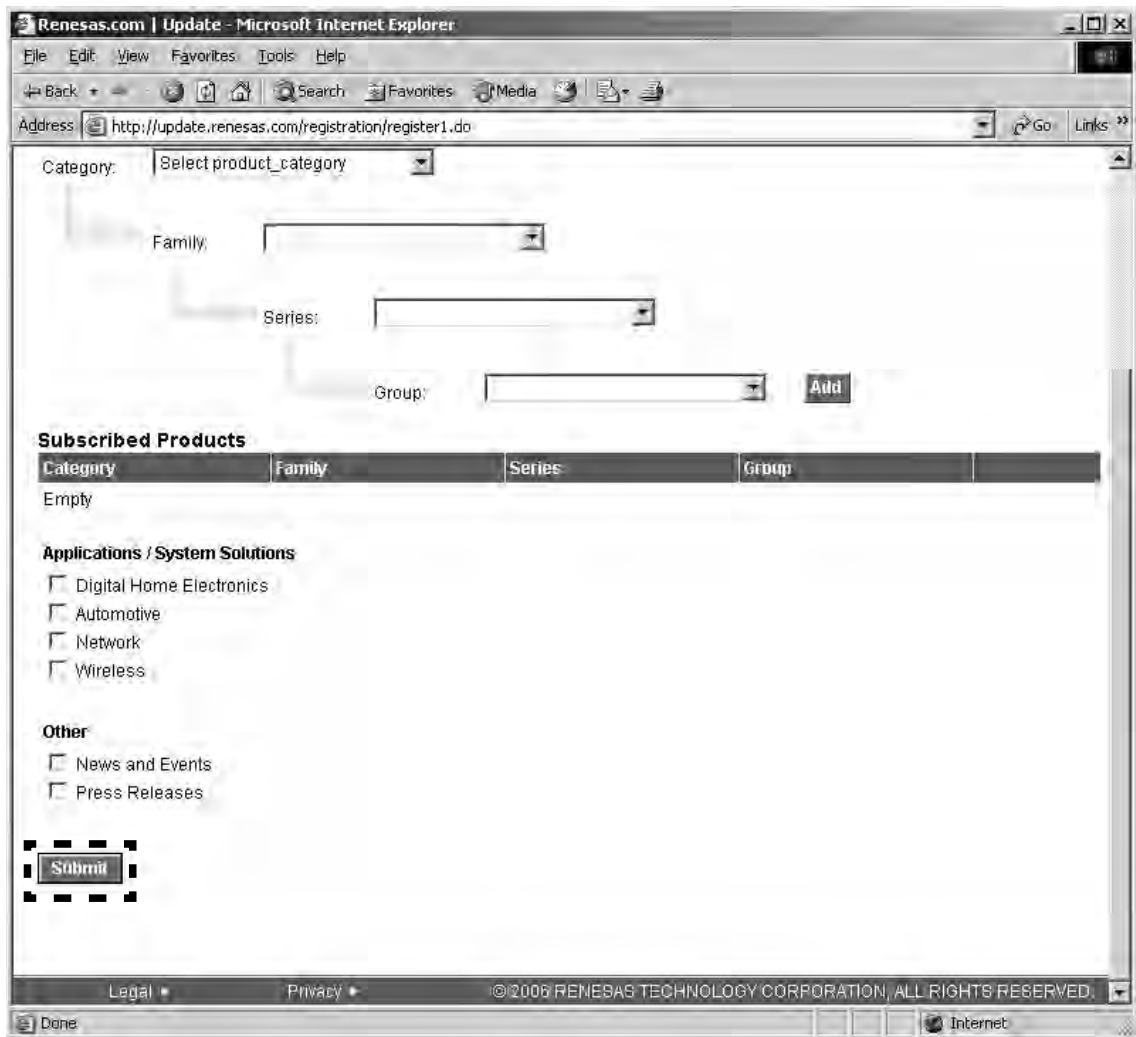 Renesas.com | Update - Microsoft Internet Explorer
File Edit View Favorites Tools Help
Back Search Favorites Media
Address http://update.renesas.com/registration/register1.do Go Links »
Category: Select product_category
Family:
Series:
Group: Add
Subscribed Products
Category Family Series Group
Empty
Applications / System Solutions
Digital Home Electronics
Automotive
Network
Wireless
Other
News and Events
Press Releases
Submit
Legal Privacy © 2006 RENESAS TECHNOLOGY CORPORATION, ALL RIGHTS RESERVED.
Done Internet